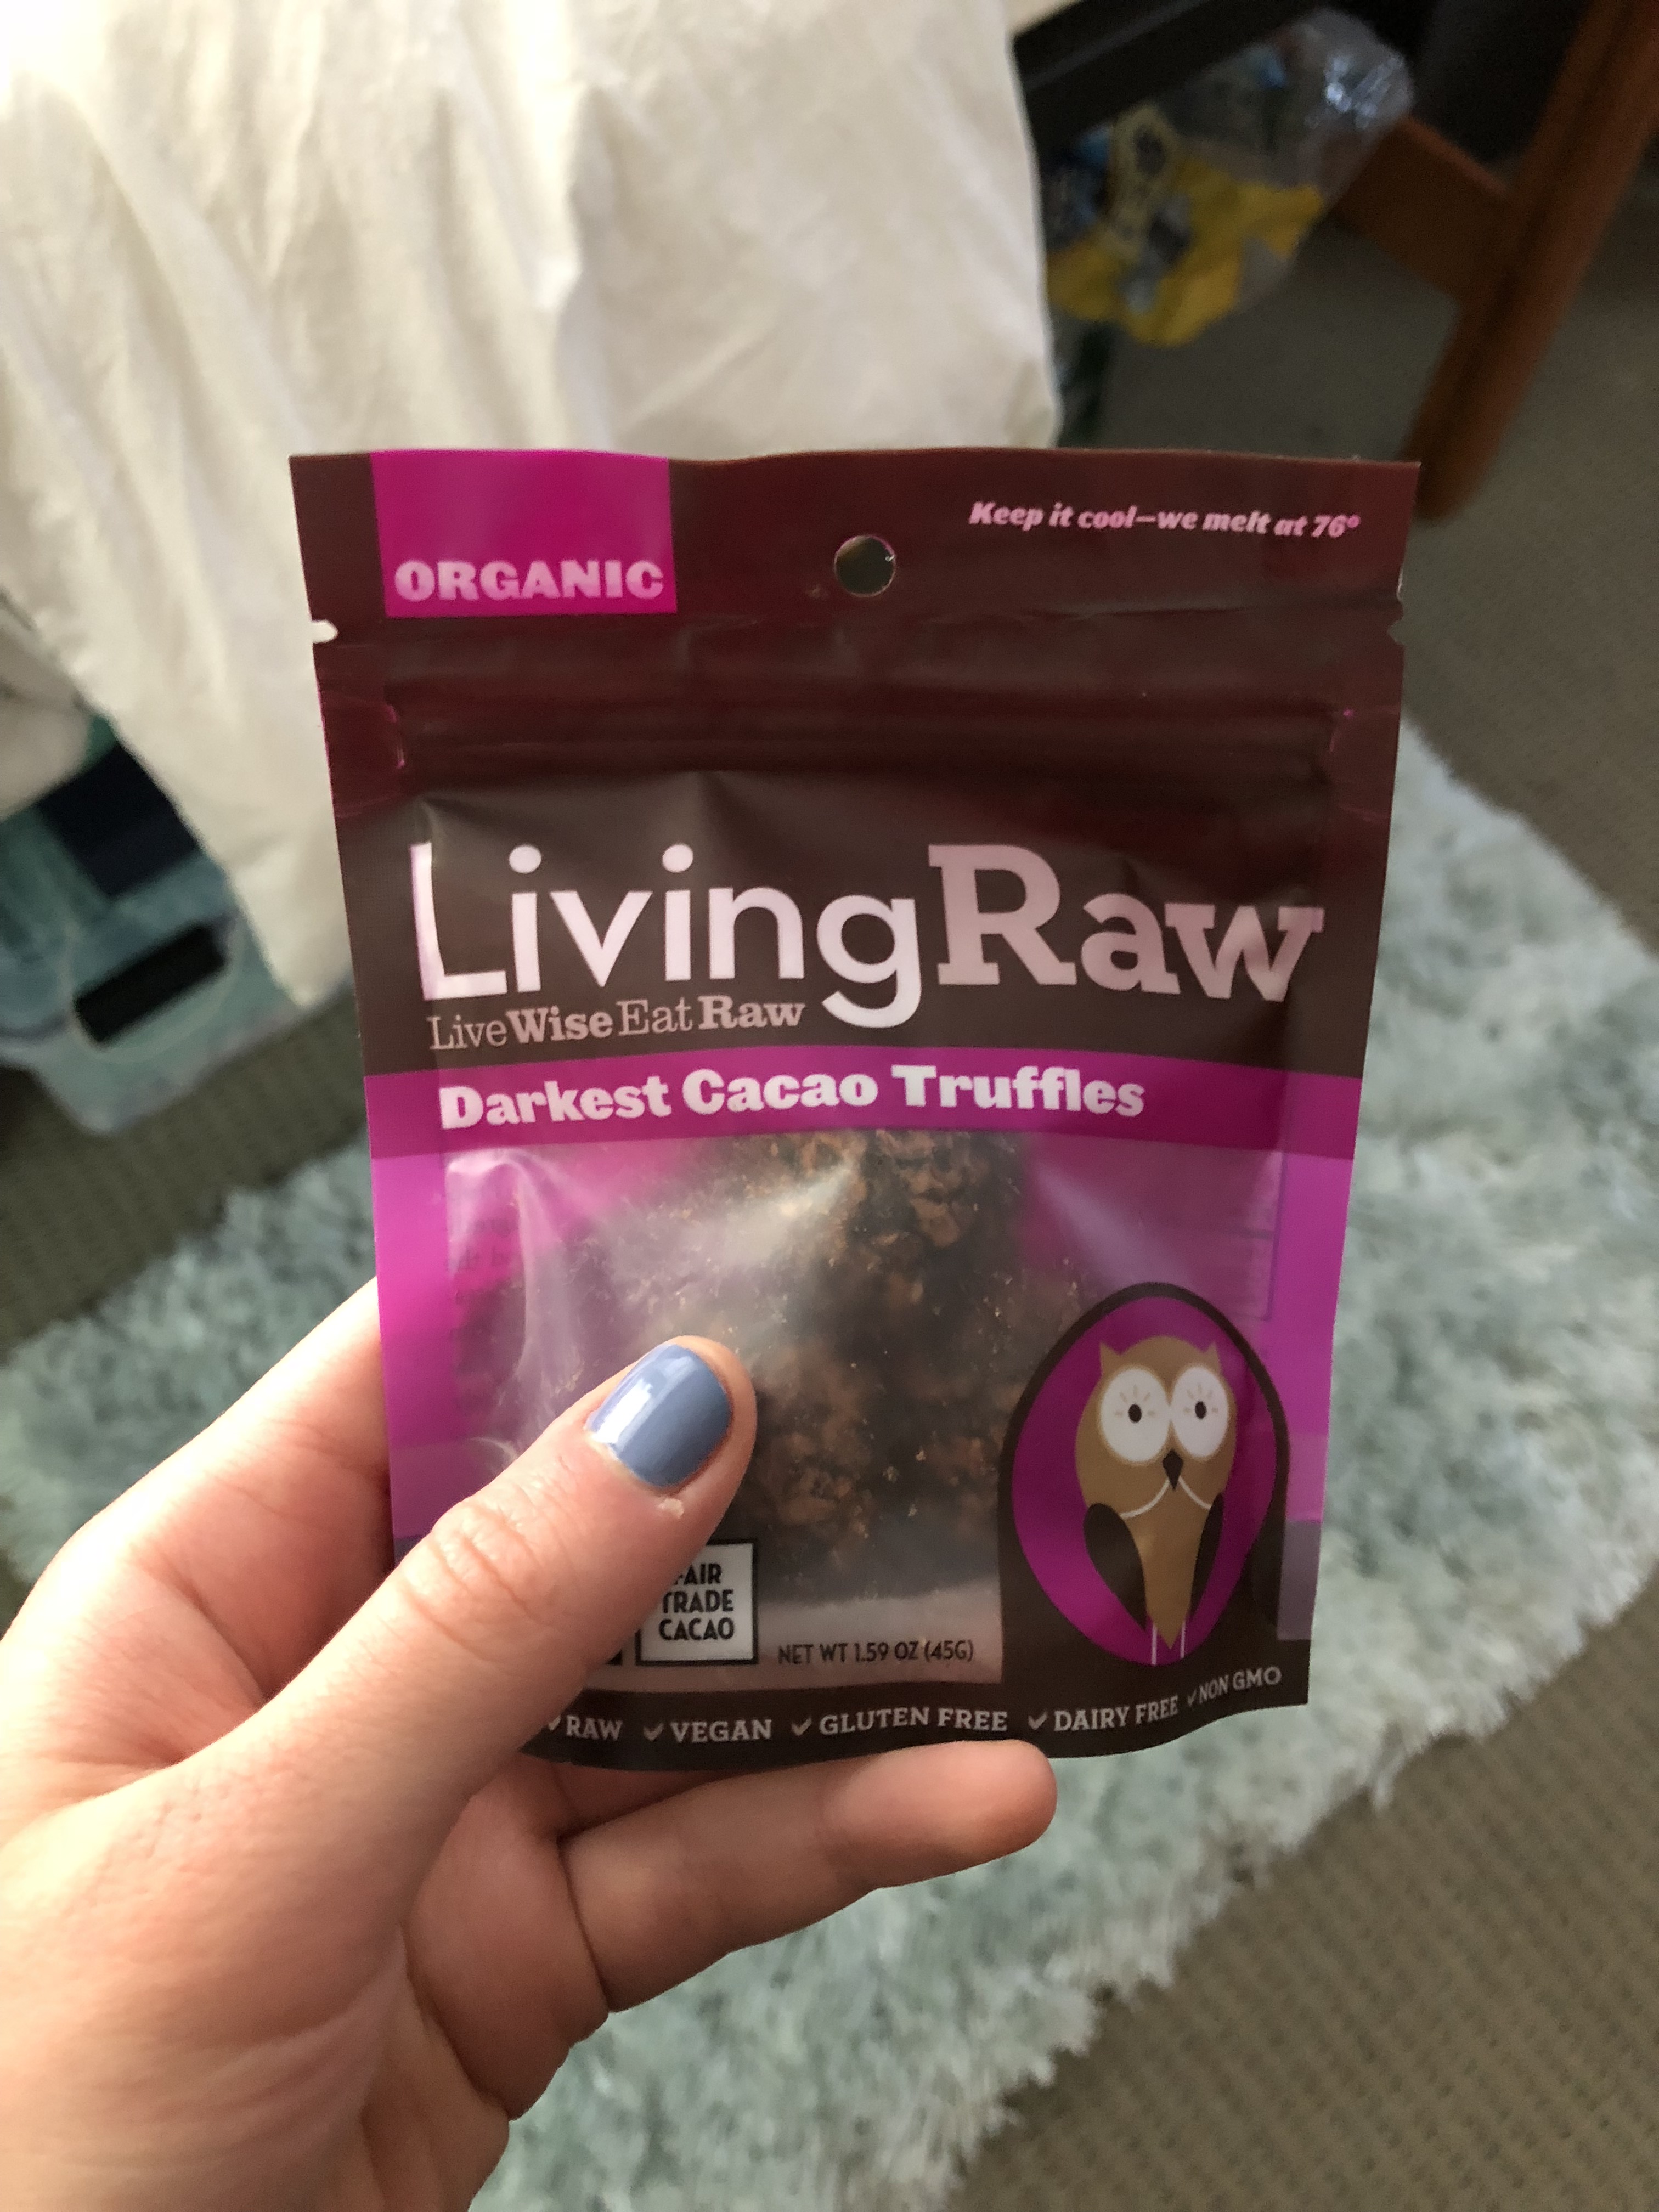 ORGANIC
Keep it cool—we melt at 76°
LivingRaw
LiveWiseEatRaw
Darkest Cacao Truffles
FAIR
TRADE
CACAO
NET WT 1.59 OZ (45G)
✓RAW ✓VEGAN ✓GLUTEN FREE ✓DAIRY FREE ✓NON GMO